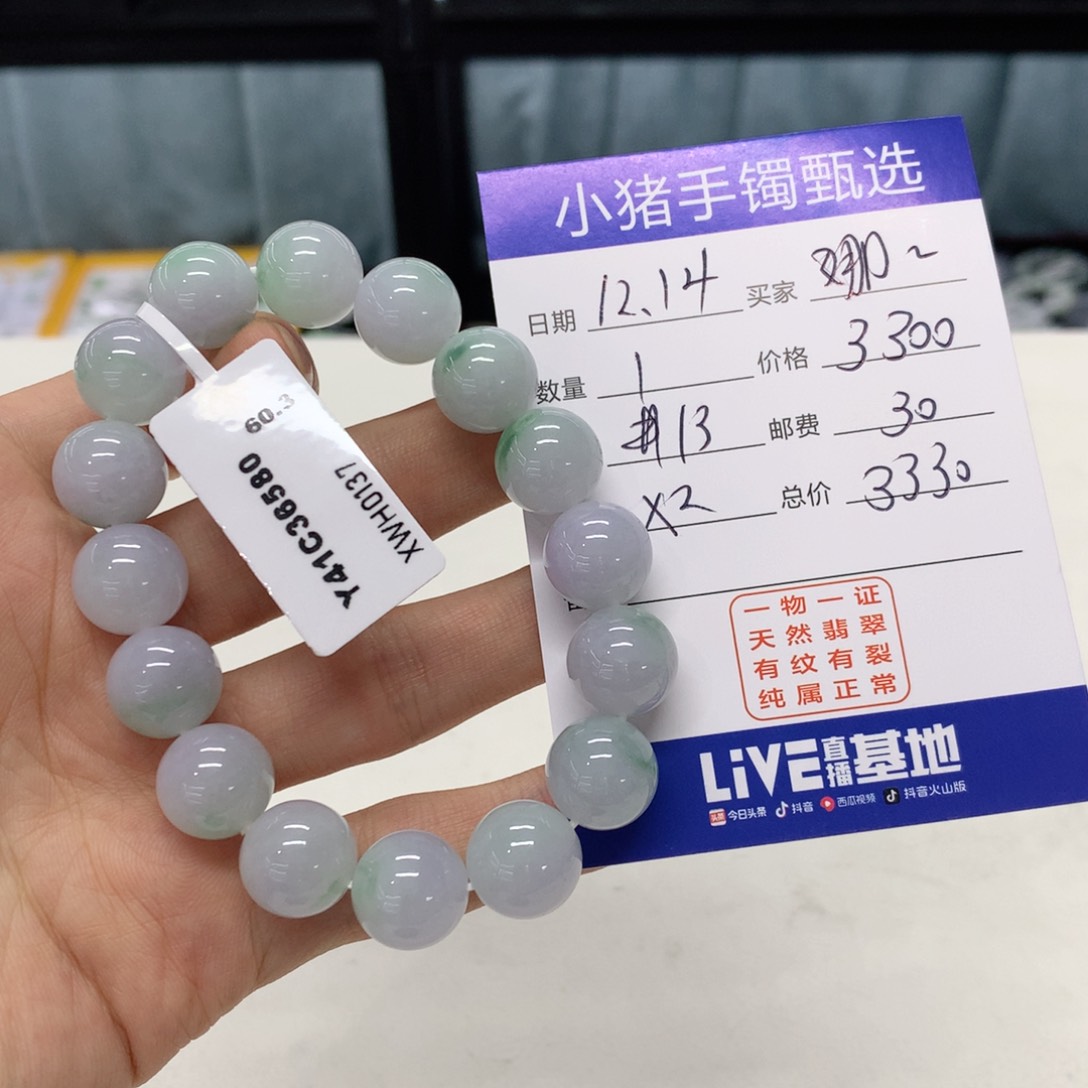 小猪手镯甄选
日期 12.14 买家 娜~
数量 1 价格 3300
#13 邮费 30
X2 总价 3330
一物一证
天然翡翠
有纹有裂
纯属正常
LiVE直播基地
头条 今日头条 抖音 西瓜视频 抖音火山版
60.3
Y41C36580
XWH0137